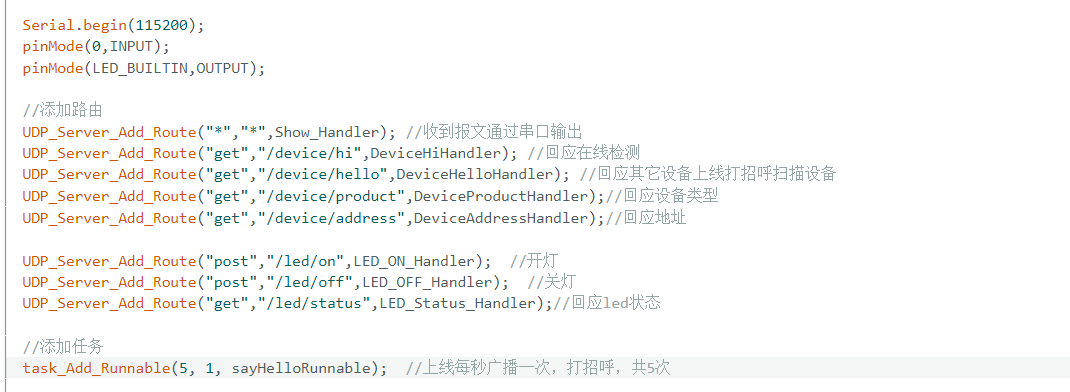 Serial.begin(115200);
pinMode(0,INPUT);
pinMode(LED_BUILTIN,OUTPUT);
//添加路由
UDP_Server_Add_Route("*","*",Show_Handler); //收到报文通过串口输出
UDP_Server_Add_Route("get","/device/hi",DeviceHiHandler); //回应在线检测
UDP_Server_Add_Route("get","/device/hello",DeviceHelloHandler); //回应其它设备上线打招呼扫描设备
UDP_Server_Add_Route("get","/device/product",DeviceProductHandler);//回应设备类型
UDP_Server_Add_Route("get","/device/address",DeviceAddressHandler);//回应地址
UDP_Server_Add_Route("post","/led/on",LED_ON_Handler);  //开灯
UDP_Server_Add_Route("post","/led/off",LED_OFF_Handler);  //关灯
UDP_Server_Add_Route("get","/led/status",LED_Status_Handler);//回应led状态
//添加任务
task_Add_Runnable(5, 1, sayHelloRunnable);  //上线每秒广播一次，打招呼，共5次